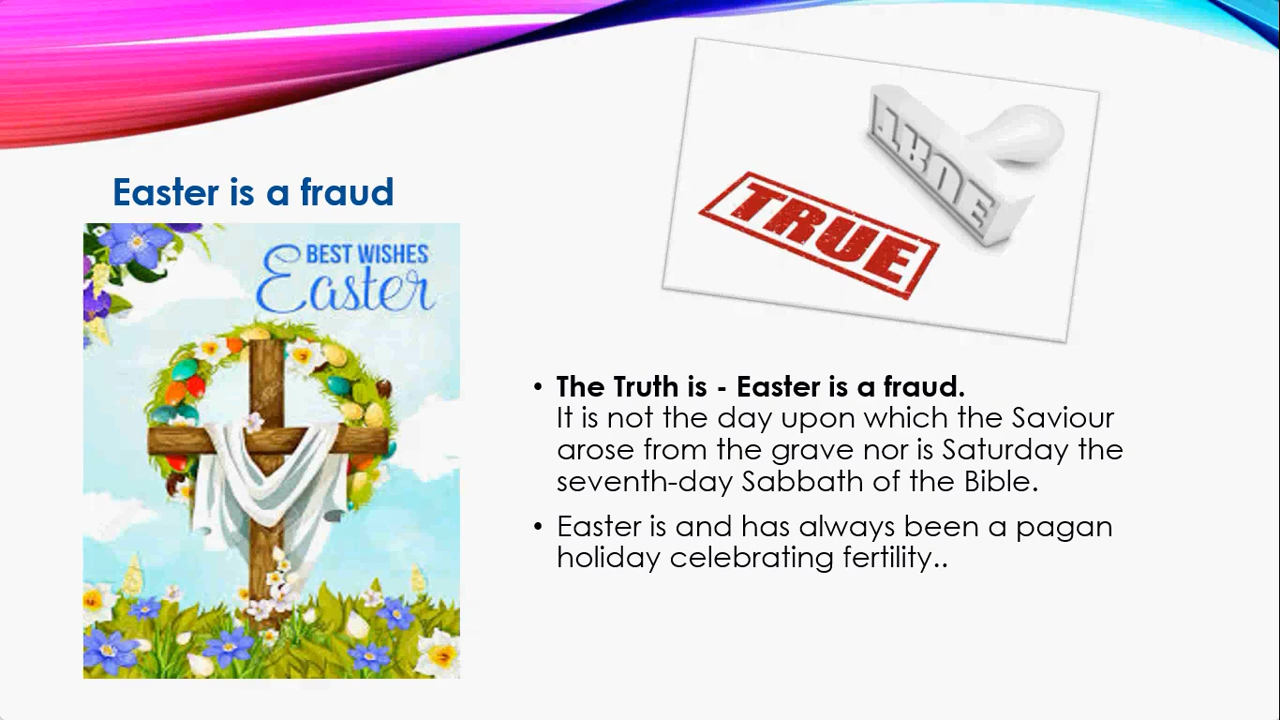 Easter is a fraud
BEST WISHES
Easter
TRUE
TRUE
• The Truth is - Easter is a fraud.
It is not the day upon which the Saviour
arose from the grave nor is Saturday the
seventh-day Sabbath of the Bible.
• Easter is and has always been a pagan
holiday celebrating fertility..